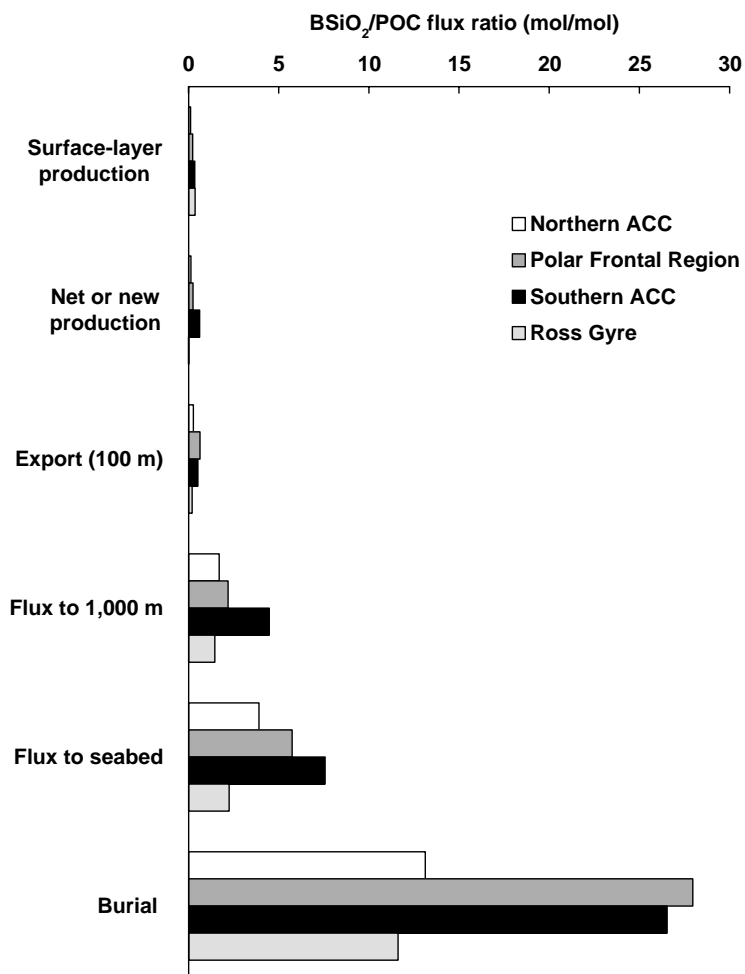 BSiO₂/POC flux ratio (mol/mol)
0 5 10 15 20 25 30
Surface-layer
production
Northern ACC
Polar Frontal Region
Southern ACC
Ross Gyre
Net or new
production
Export (100 m)
Flux to 1,000 m
Flux to seabed
Burial